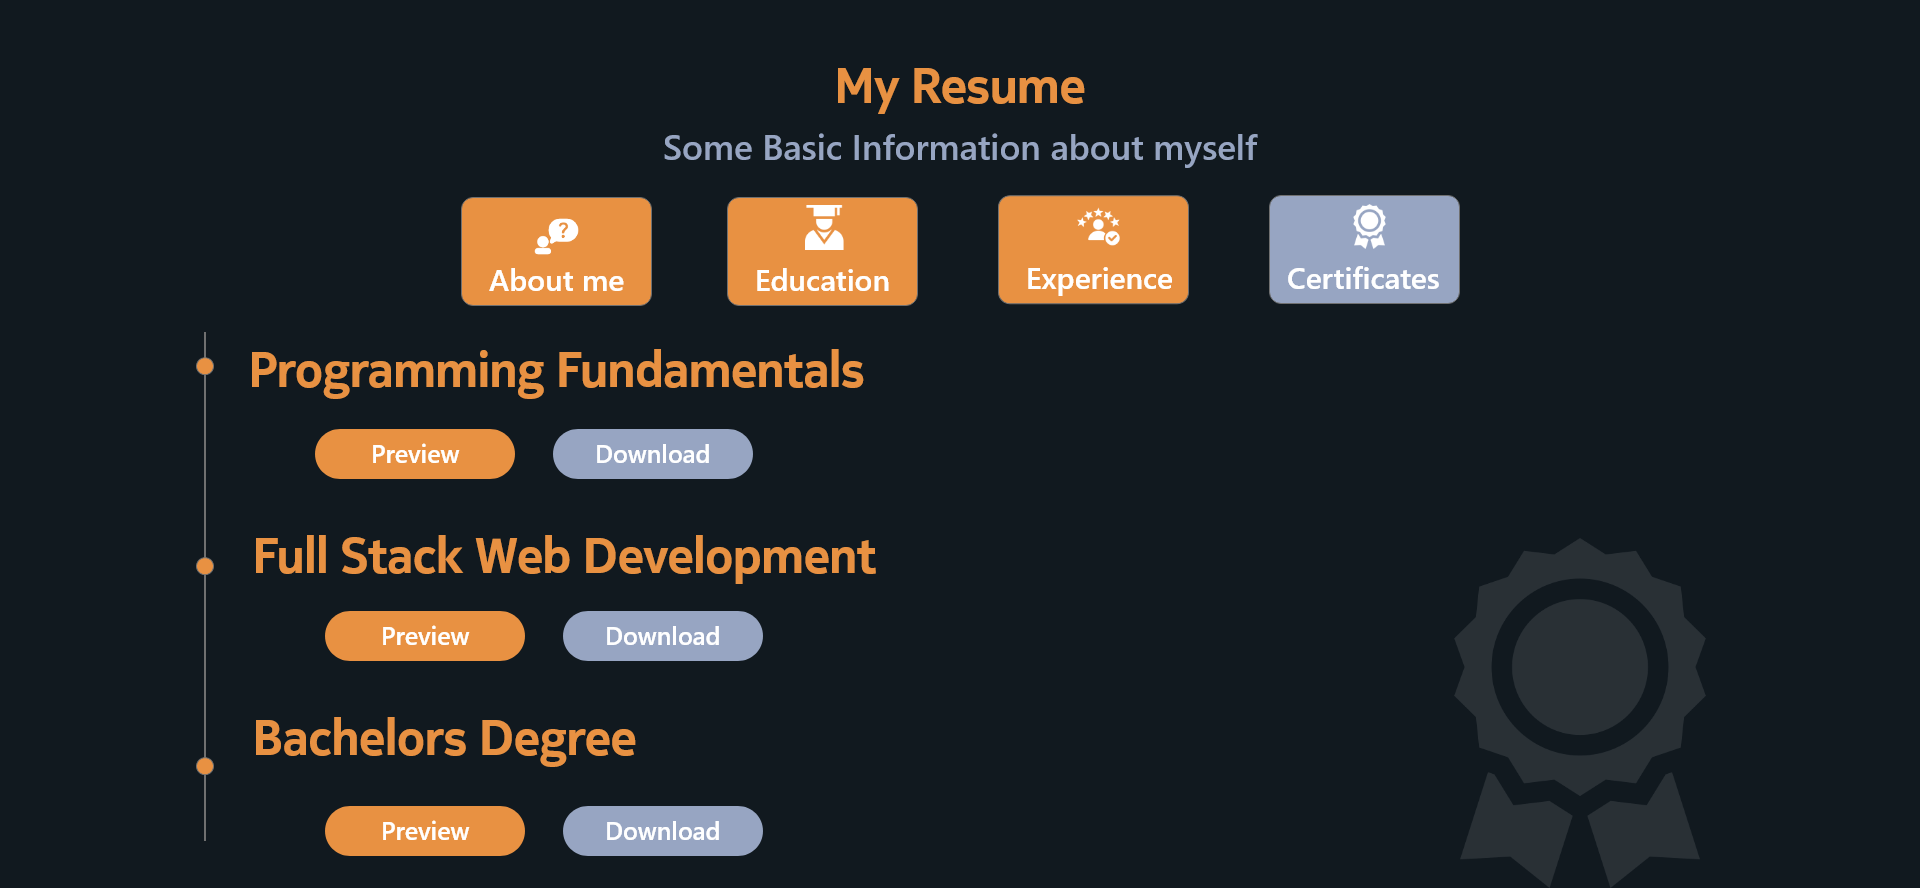 My Resume
Some Basic Information about myself
?
About me
Education
Experience
Certificates
Programming Fundamentals
Preview
Download
Full Stack Web Development
Preview
Download
Bachelors Degree
Preview
Download